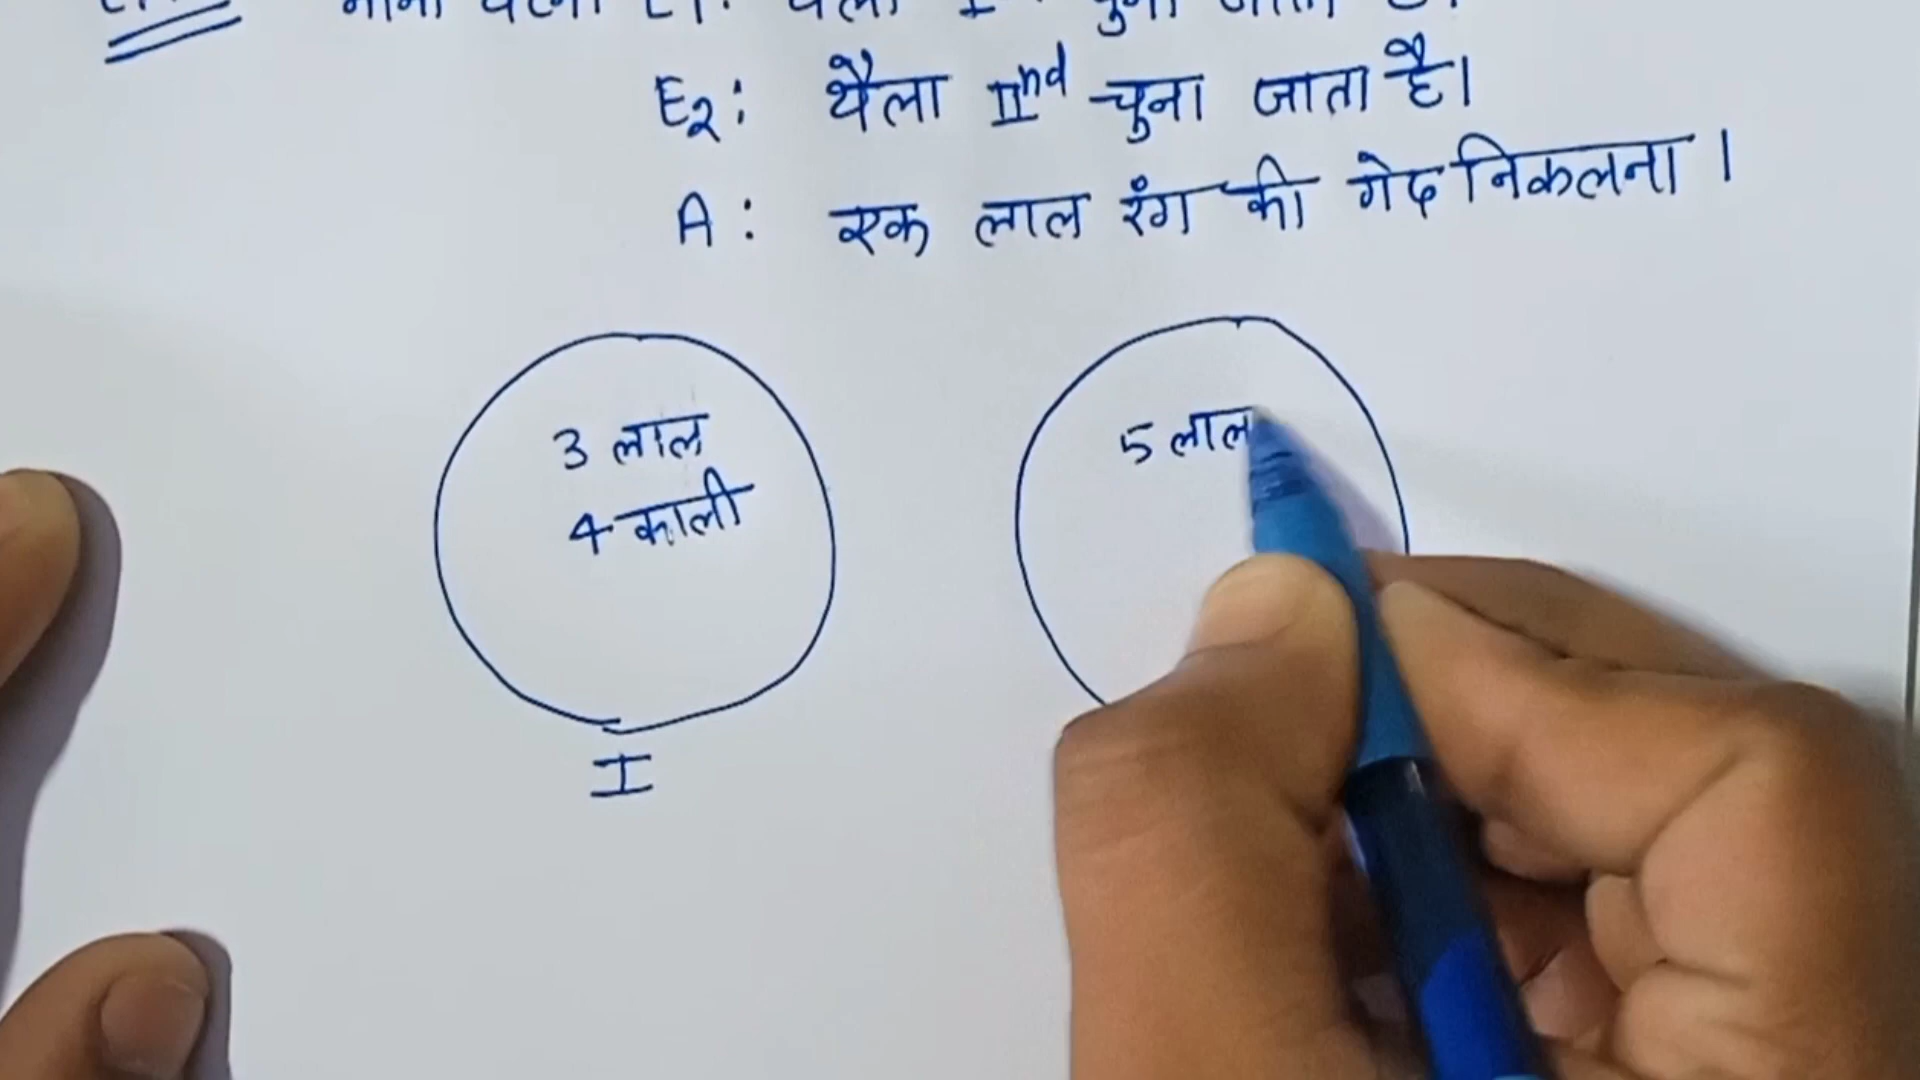 E₂: थैला IInd चुना जाता है।
A: एक लाल रंग की गेद निकलना।
3 लाल
4 काली
5 लाल
I